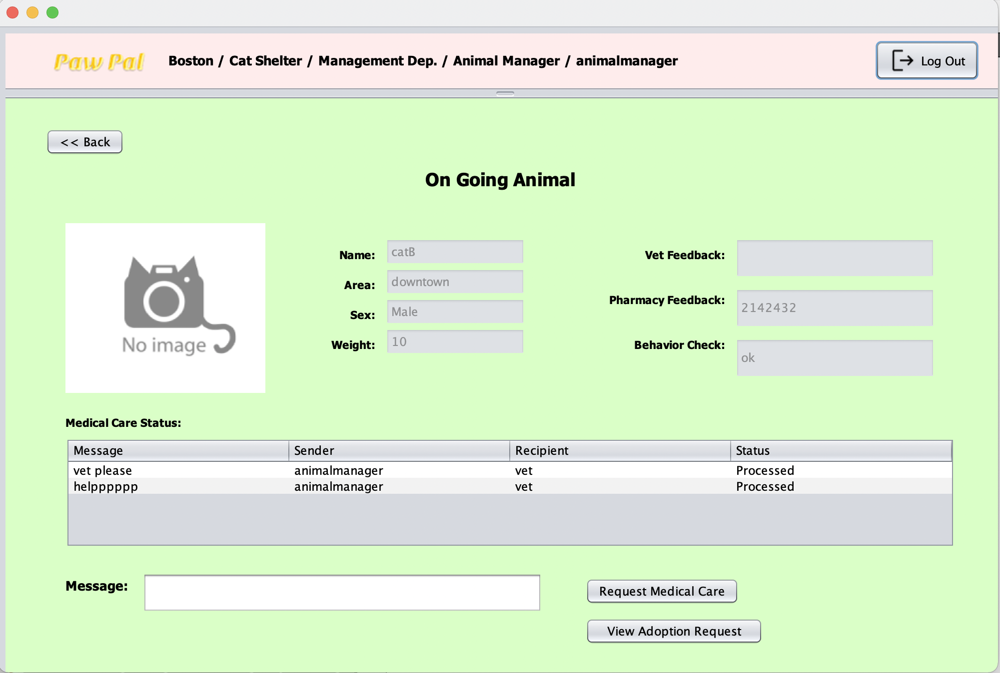 Paw Pal
Boston / Cat Shelter / Management Dep. / Animal Manager / animalmanager
Log Out
<< Back
On Going Animal
No image
Name: catB
Area: downtown
Sex: Male
Weight: 10
Vet Feedback:
Pharmacy Feedback: 2142432
Behavior Check: ok
Medical Care Status:
Message Sender Recipient Status
vet please animalmanager vet Processed
helpppppp animalmanager vet Processed
Message:
Request Medical Care
View Adoption Request